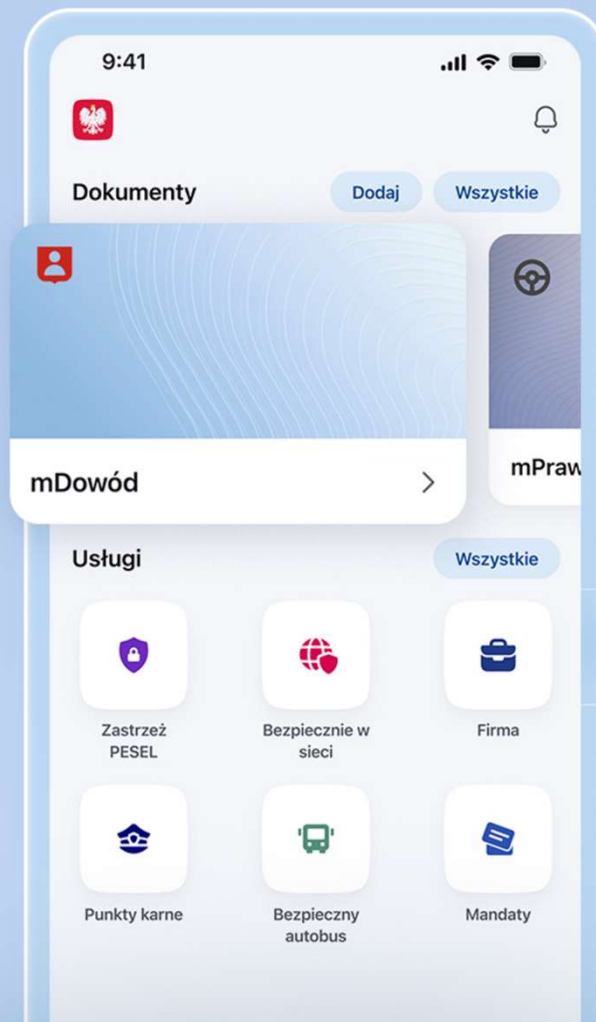 9:41
Dokumenty
Dodaj
Wszystkie
mDowód
mPraw
Usługi
Wszystkie
Zastrzeż
PESEL
Bezpiecznie w
sieci
Firma
Punkty karne
Bezpieczny
autobus
Mandaty